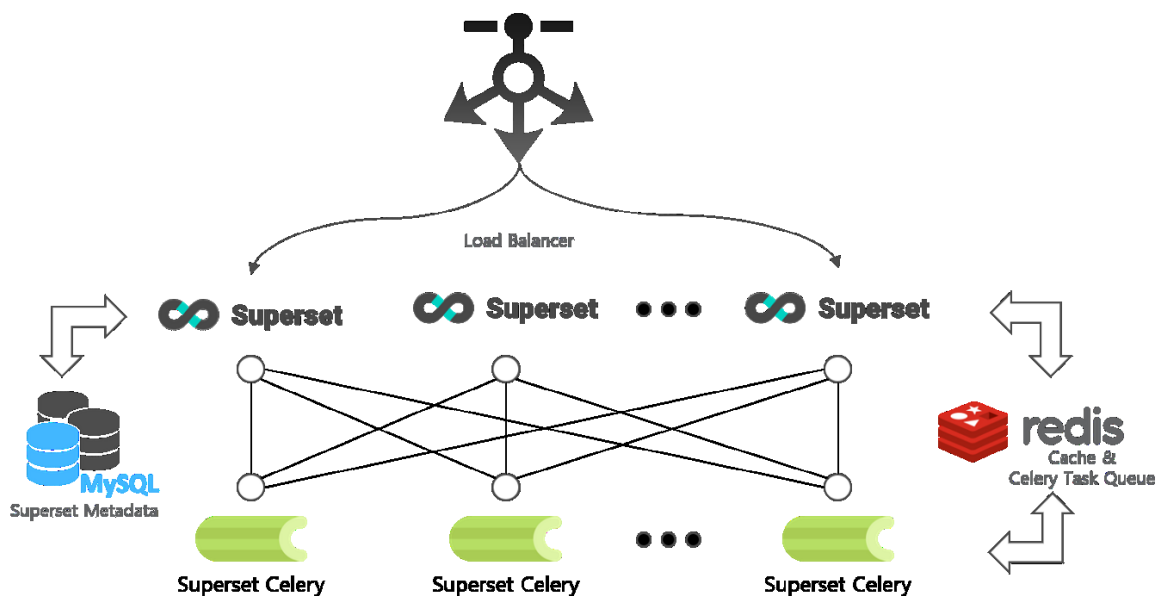 Load Balancer
Superset
Superset
Superset
MySQL
Superset Metadata
redis
Cache &
Celery Task Queue
Superset Celery
Superset Celery
Superset Celery